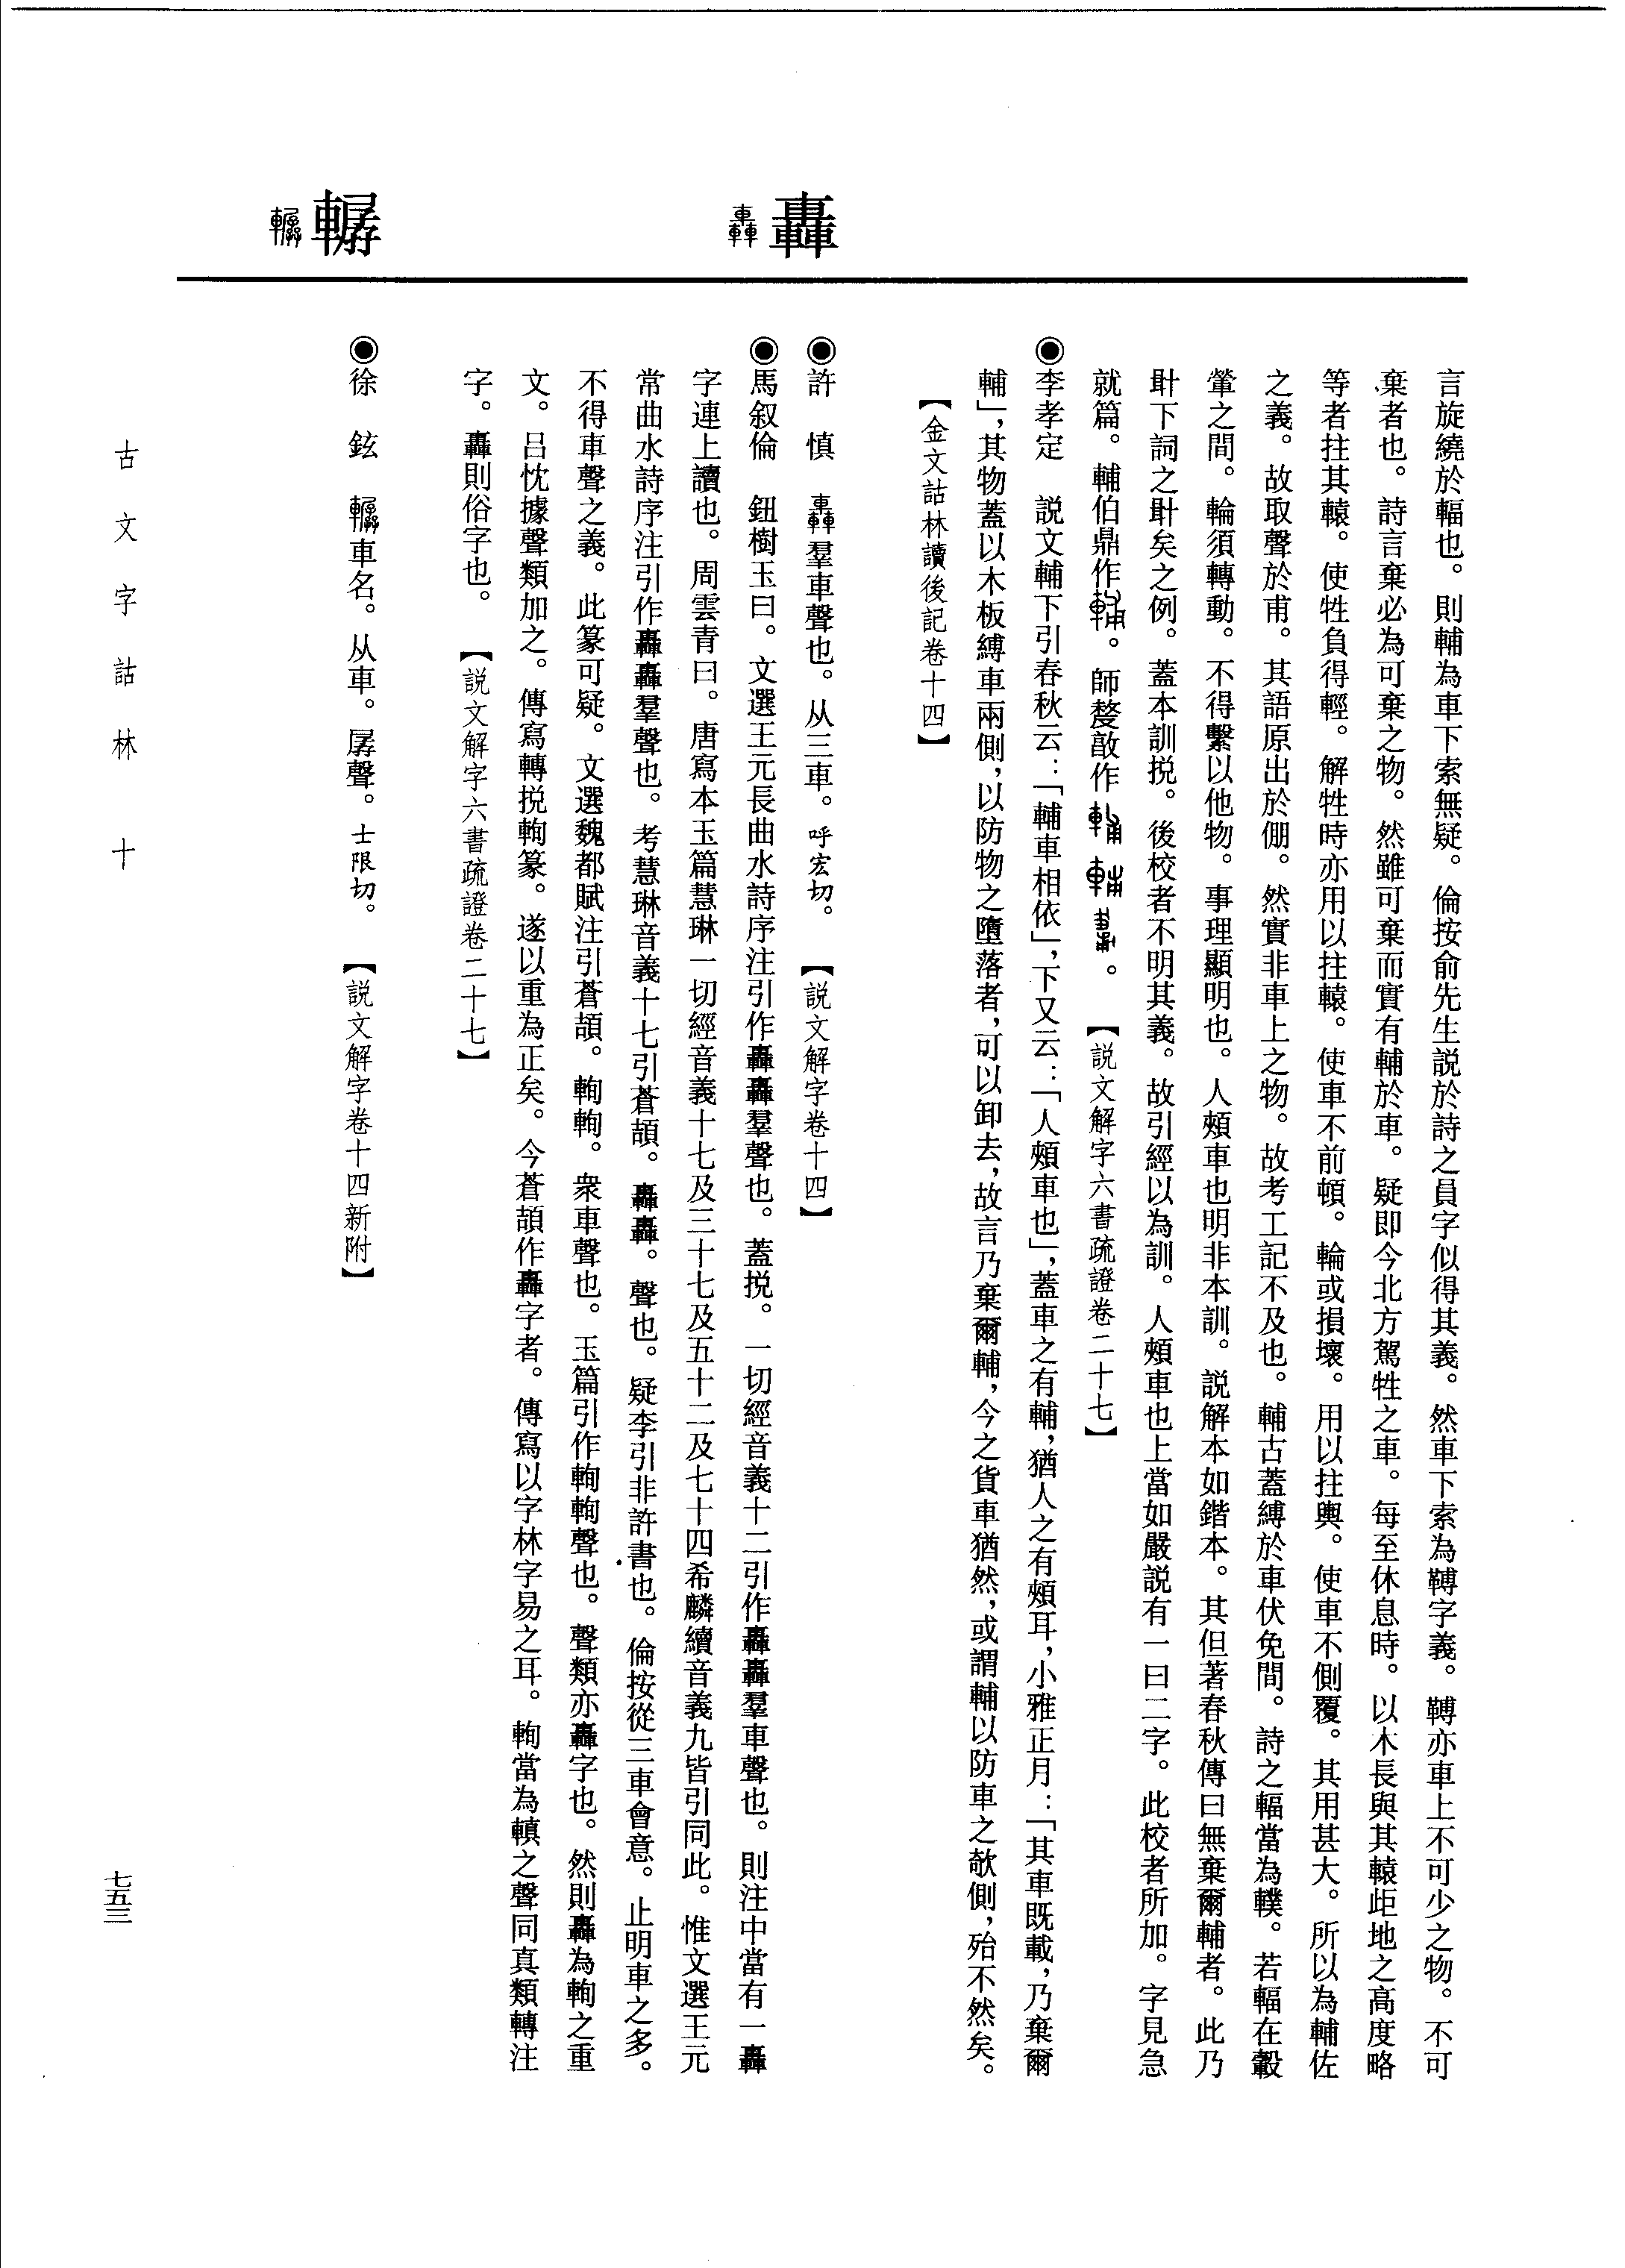 轟
轏
言旋繞於輻也。則輔為車下索無疑。倫按俞先生説於詩之員字似得其義。然車下索為䪙字義。䪙亦車上不可少之物。不可
棄者也。詩言棄必為可棄之物。然雖可棄而實有輔於車。疑即今北方駕牲之車。每至休息時。以木長與其轅歫地之高度略
等者拄其轅。使牲負得輕。解牲時亦用以拄轅。使車不前頓。輪或損壞。用以拄輿。使車不側覆。其用甚大。所以為輔佐
之義。故取聲於甫。其語原出於倗。然實非車上之物。故考工記不及也。輔古蓋縛於車伏免間。詩之輻當為轐。若輻在轂
輂之間。輪須轉動。不得繫以他物。事理顯明也。人頰車也明非本訓。説解本如鍇本。其但著春秋傳曰無棄爾輔者。此乃
䚯下詞之䚯矣之例。蓋本訓挩。後校者不明其義。故引經以為訓。人頰車也上當如嚴説有一曰二字。此校者所加。字見急
就篇。輔伯鼎作。師嫠敵作。【説文解字六書疏證卷二十七】
◉李孝定　説文輔下引春秋云：「輔車相依」，下又云：「人頰車也」，蓋車之有輔，猶人之有頰耳，小雅正月：「其車既載，乃棄爾
輔」，其物蓋以木板縛車兩側，以防物之墮落者，可以卸去，故言乃棄爾輔，今之貨車猶然，或謂輔以防車之欹側，殆不然矣。
【金文詁林讀後記卷十四】
◉許　慎　轟羣車聲也。从三車。呼宏切。【説文解字卷十四】
◉馬叙倫　鈕樹玉曰。文選王元長曲水詩序注引作轟轟羣聲也。蓋挩。一切經音義十二引作轟轟羣車聲也。則注中當有一轟
字連上讀也。周雲青曰。唐寫本玉篇慧琳一切經音義十七及三十七及五十二及七十四希麟續音義九皆引同此。惟文選王元
常曲水詩序注引作轟轟羣聲也。考慧琳音義十七引蒼頡。轟轟。聲也。疑李引非許書也。倫按從三車會意。止明車之多。
不得車聲之義。此篆可疑。文選魏都賦注引蒼頡。軥軥。衆車聲也。玉篇引作軥軥聲也。聲類亦轟字也。然則轟為軥之重
文。呂忱據聲類加之。傳寫轉挩軥篆。遂以重為正矣。今蒼頡作轟字者。傳寫以字林字易之耳。軥當為轒之聲同真類轉注
字。轟則俗字也。【説文解字六書疏證卷二十七】
◉徐　鉉　轏車名。从車。孱聲。士限切。【説文解字卷十四新附】
古文字詁林　十
七五三